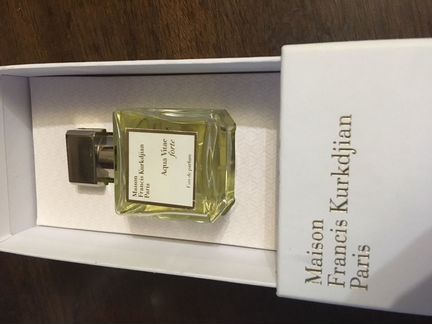 Maison
Francis Kurkdjian
Paris
Aqua Vitae
forte
Eau de parfum
Maison
Francis Kurkdjian
Paris